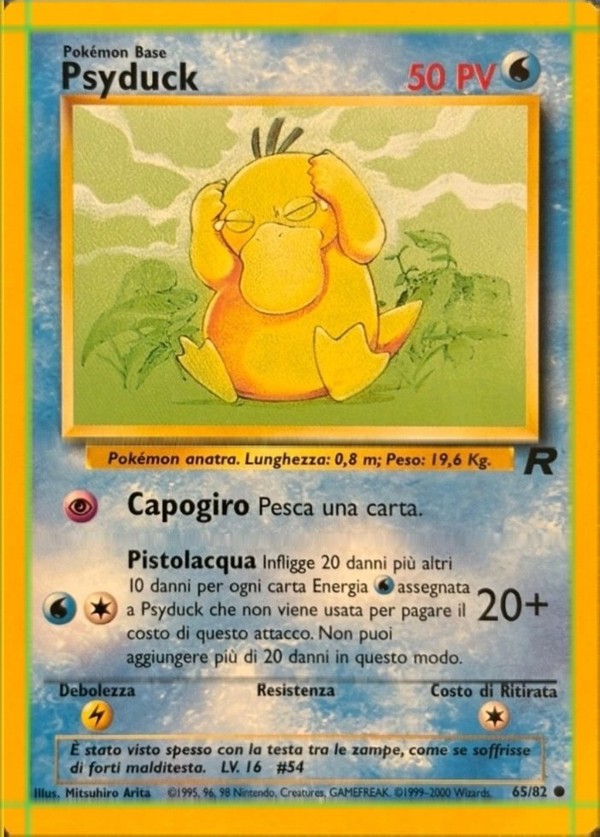 Pokémon Base
Psyduck 50 PV
Pokémon anatra. Lunghezza: 0,8 m; Peso: 19,6 Kg.
R
Capogiro Pesca una carta.
Pistolacqua Infligge 20 danni più altri
10 danni per ogni carta Energia assegnata
a Psyduck che non viene usata per pagare il
costo di questo attacco. Non puoi
aggiungere più di 20 danni in questo modo.
20+
Debolezza Resistenza Costo di Ritirata
È stato visto spesso con la testa tra le zampe, come se soffrisse
di forti malditesta. LV. 16 #54
Illus. Mitsuhiro Arita ©1995, 96, 98 Nintendo, Creatures, GAMEFREAK. ©1999-2000 Wizards. 65/82